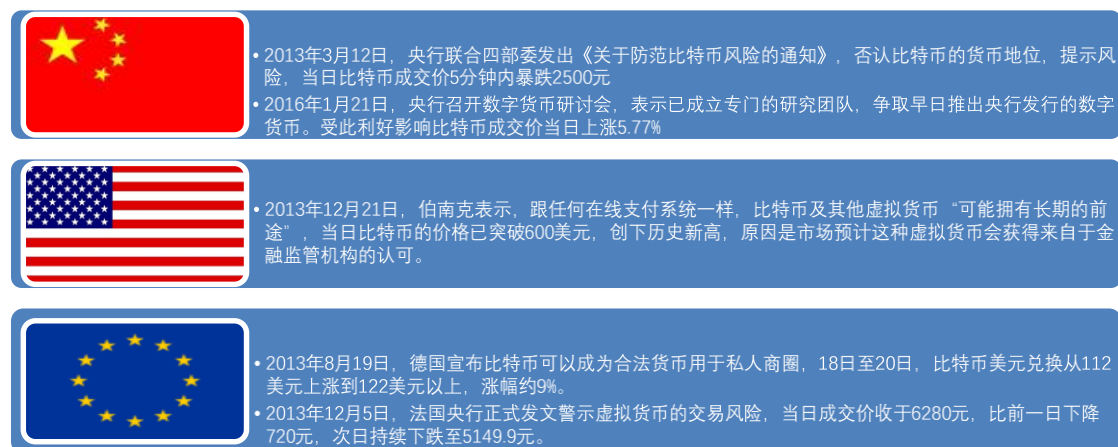 • 2013年3月12日，央行联合四部委发出《关于防范比特币风险的通知》，否认比特币的货币地位，提示风
险，当日比特币成交价5分钟内暴跌2500元
• 2016年1月21日，央行召开数字货币研讨会，表示已成立专门的研究团队，争取早日推出央行发行的数字
货币。受此利好影响比特币成交价当日上涨5.77%
• 2013年12月21日，伯南克表示，跟任何在线支付系统一样，比特币及其他虚拟货币“可能拥有长期的前
途”，当日比特币的价格已突破600美元，创下历史新高，原因是市场预计这种虚拟货币会获得来自于金
融监管机构的认可。
• 2013年8月19日，德国宣布比特币可以成为合法货币用于私人商圈，18日至20日，比特币美元兑换从112
美元上涨到122美元以上，涨幅约9%。
• 2013年12月5日，法国央行正式发文警示虚拟货币的交易风险，当日成交价收于6280元，比前一日下降
720元，次日持续下跌至5149.9元。